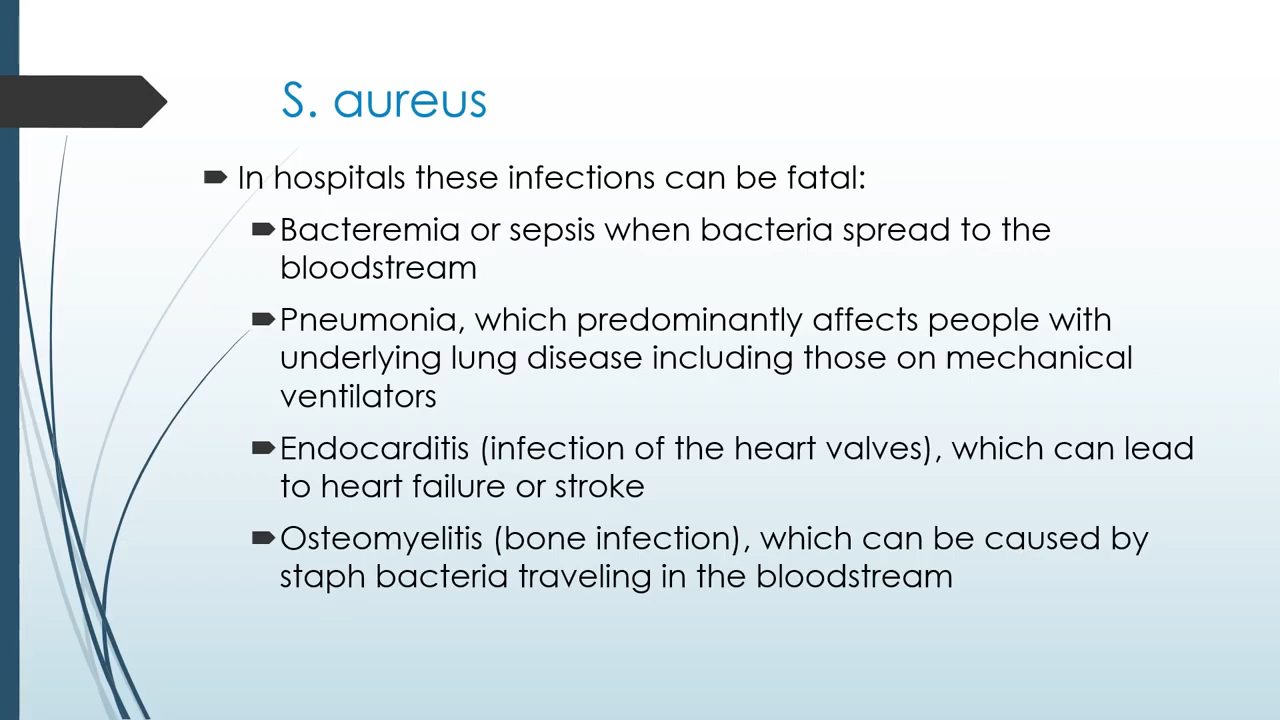 S. aureus
In hospitals these infections can be fatal:
Bacteremia or sepsis when bacteria spread to the
bloodstream
Pneumonia, which predominantly affects people with
underlying lung disease including those on mechanical
ventilators
Endocarditis (infection of the heart valves), which can lead
to heart failure or stroke
Osteomyelitis (bone infection), which can be caused by
staph bacteria traveling in the bloodstream